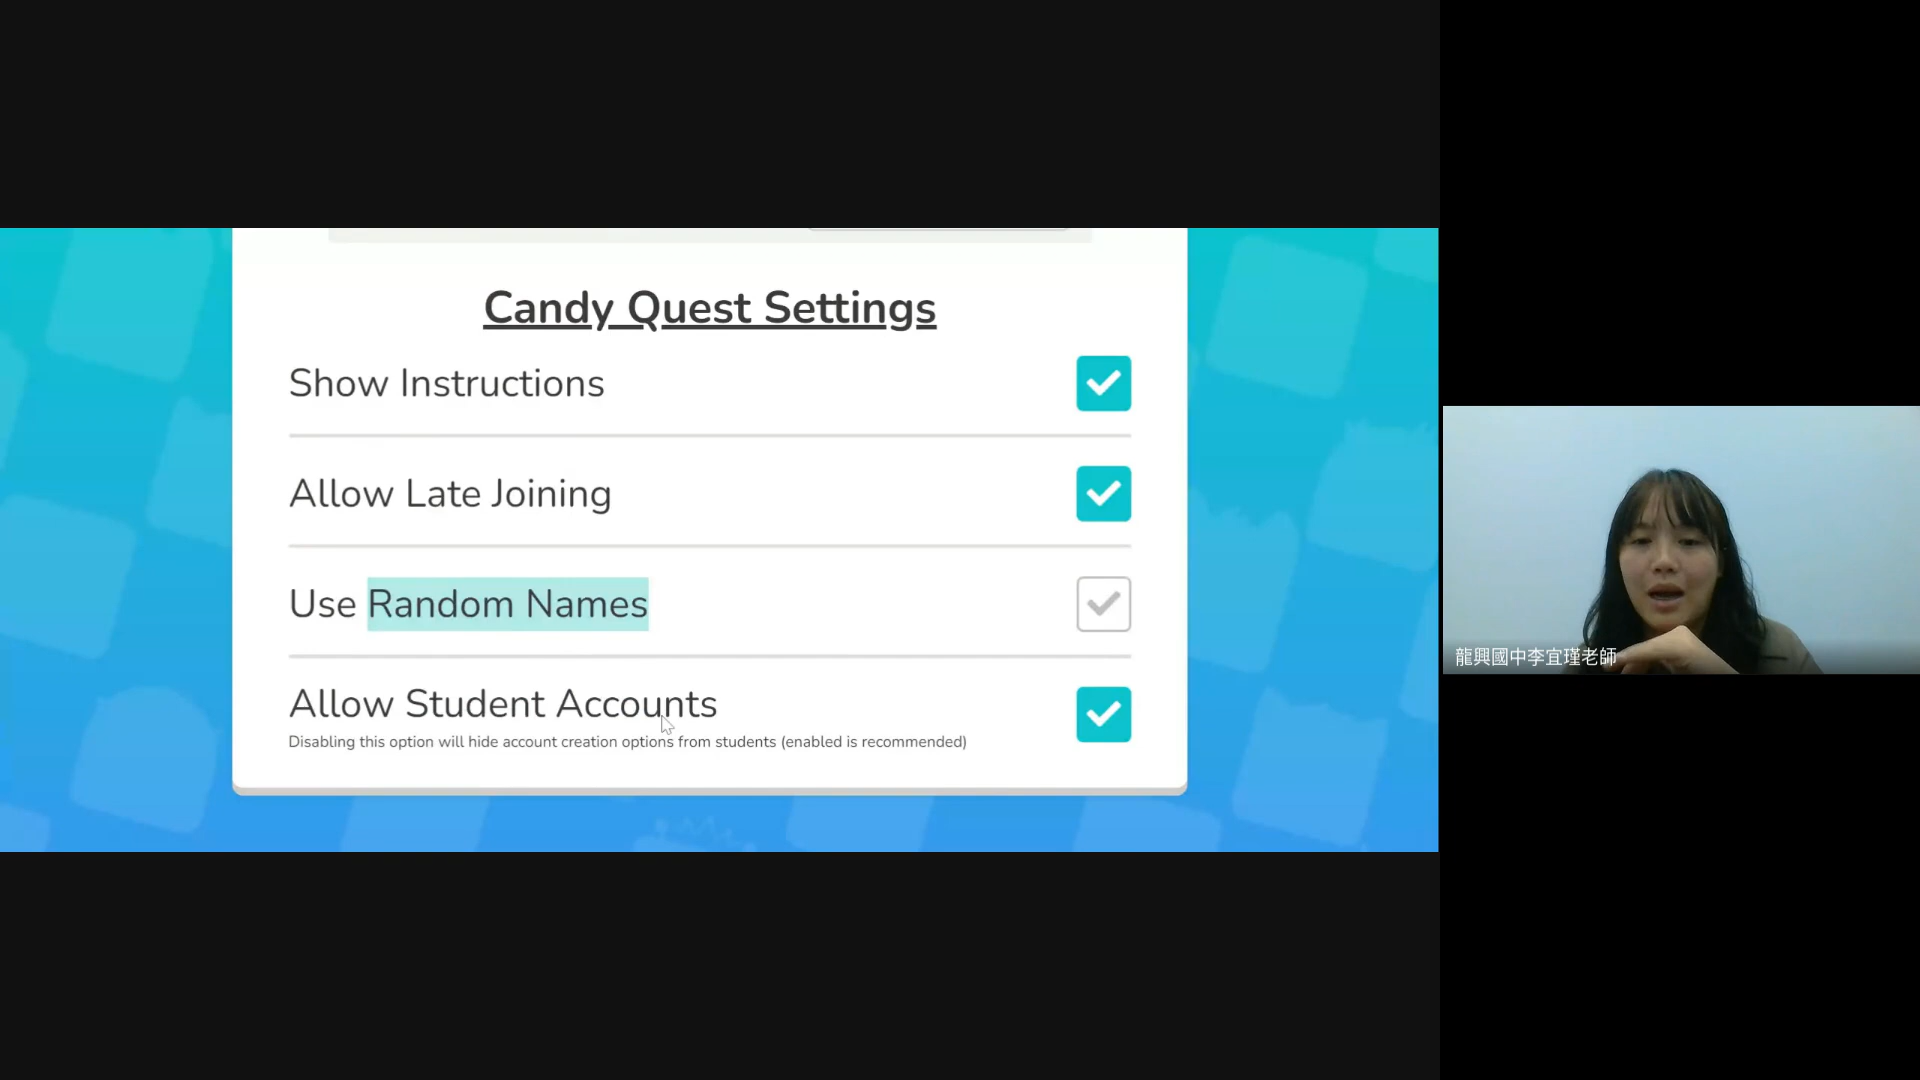 Candy Quest Settings
Show Instructions
Allow Late Joining
Use Random Names
Allow Student Accounts
Disabling this option will hide account creation options from students (enabled is recommended)
龍興國中李宜瑾老師